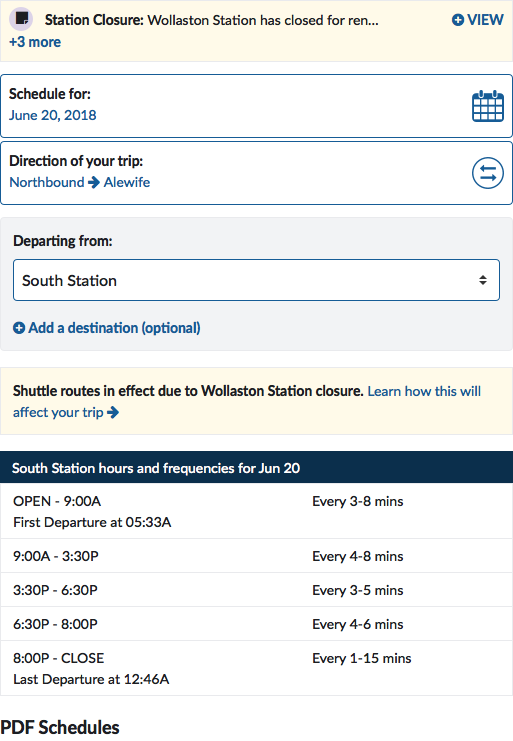 Station Closure: Wollaston Station has closed for ren...
VIEW
+3 more
Schedule for:
June 20, 2018
Direction of your trip:
Northbound → Alewife
Departing from:
South Station
Add a destination (optional)
Shuttle routes in effect due to Wollaston Station closure. Learn how this will
affect your trip →
South Station hours and frequencies for Jun 20
OPEN - 9:00A Every 3-8 mins
First Departure at 05:33A
9:00A - 3:30P Every 4-8 mins
3:30P - 6:30P Every 3-5 mins
6:30P - 8:00P Every 4-6 mins
8:00P - CLOSE Every 1-15 mins
Last Departure at 12:46A
PDF Schedules